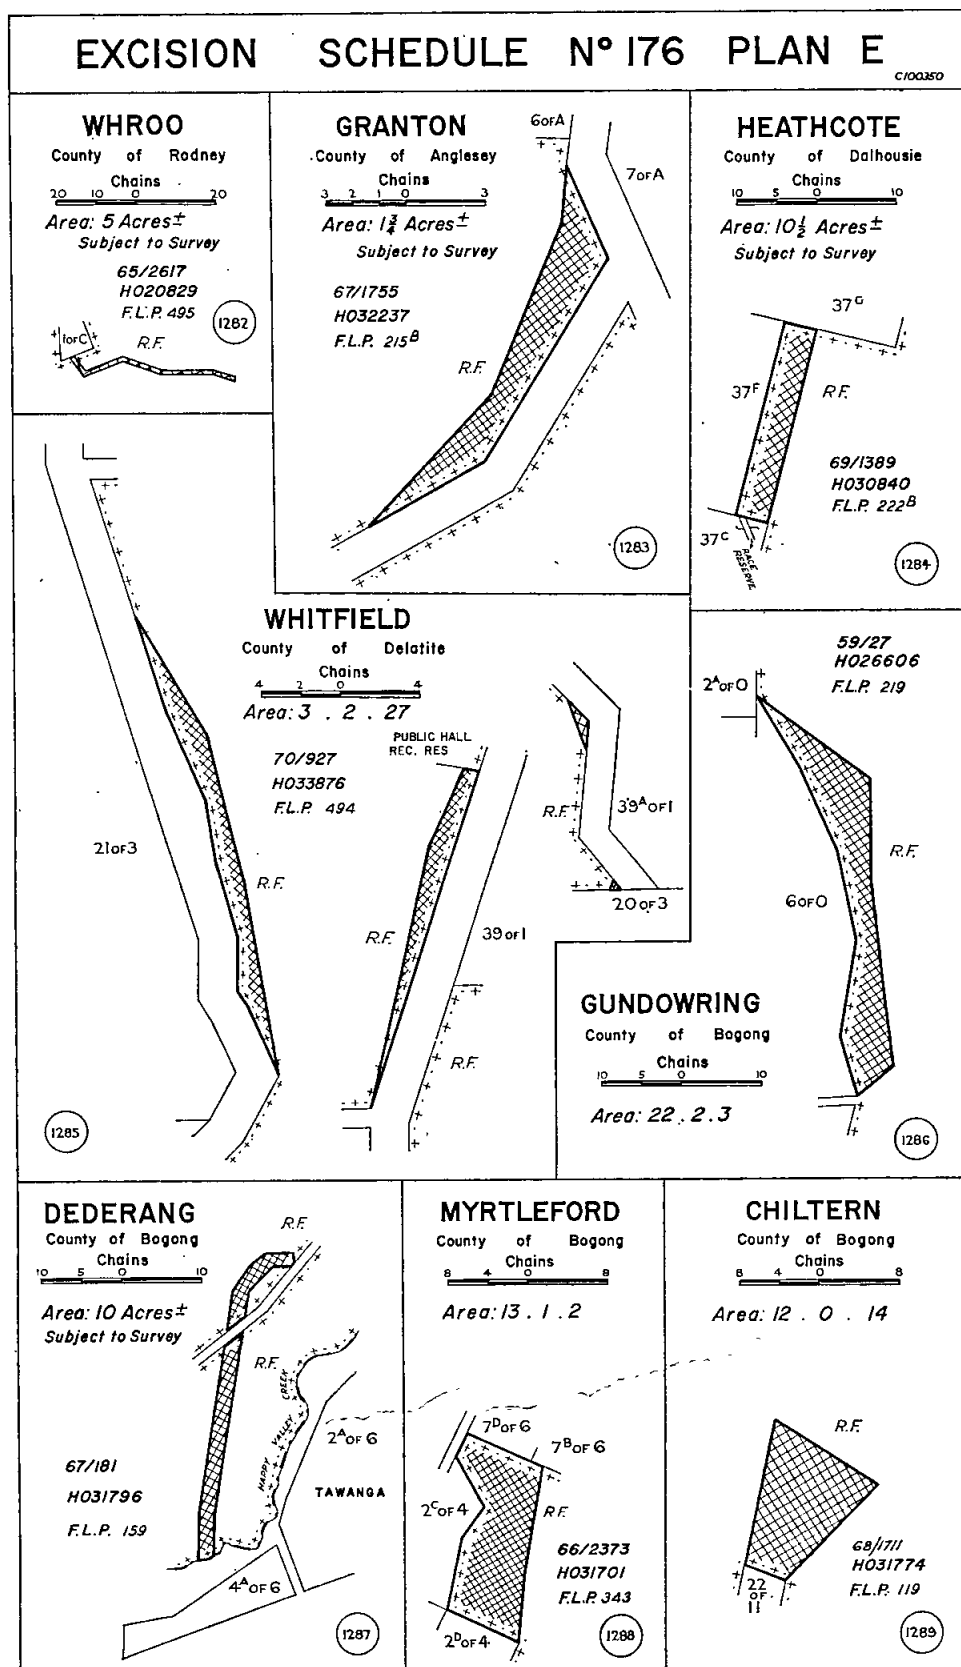 EXCISION SCHEDULE Nº 176 PLAN E
C100350
WHROO
County of Rodney
Chains
20 10 0 20
Area: 5 Acres±
Subject to Survey
65/2617
H020829
F.L.P. 495
1282
1 OF C
R.F.
GRANTON
County of Anglesey
Chains
3 2 1 0 3
Area: 1¾ Acres±
Subject to Survey
67/1755
H032237
F.L.P. 215ᴮ
6 OF A
7 OF A
R.F.
1283
HEATHCOTE
County of Dalhousie
Chains
10 5 0 10
Area: 10½ Acres±
Subject to Survey
37ᴳ
37ᶠ
R.F.
69/1389
H030840
F.L.P. 222ᴮ
37ᶜ
RACE
RESERVE
1284
WHITFIELD
County of Delatite
Chains
4 2 0 4
Area: 3 . 2 . 27
70/927
H033876
F.L.P. 494
PUBLIC HALL
REC. RES
21 OF 3
R.F.
R.F.
39 OF 1
R.F.
R.F.
39ᴬ OF 1
20 OF 3
1285
59/27
H026606
F.L.P. 219
2ᴬ OF O
R.F.
6 OF O
GUNDOWRING
County of Bogong
Chains
10 5 0 10
Area: 22 . 2 . 3
1286
DEDERANG
County of Bogong
Chains
10 5 0 10
Area: 10 Acres±
Subject to Survey
R.F.
R.F.
HAPPY VALLEY CREEK
2ᴬ OF 6
TAWANGA
67/181
H031796
F.L.P. 159
4ᴬ OF 6
1287
MYRTLEFORD
County of Bogong
Chains
8 4 0 8
Area: 13 . 1 . 2
7ᴰ OF 6
7ᴮ OF 6
2ᶜ OF 4
R.F.
66/2373
H031701
F.L.P. 343
2ᴰ OF 4
1288
CHILTERN
County of Bogong
Chains
8 4 0 8
Area: 12 . 0 . 14
R.F.
68/1711
H031774
F.L.P. 119
22
OF
11
1289